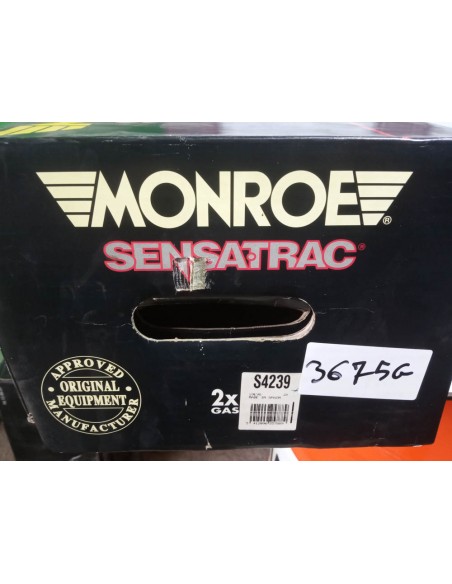 MONROE®
SENSATRAC®
APPROVED
ORIGINAL
EQUIPMENT
MANUFACTURER
2x
GAS
S4239
3675G